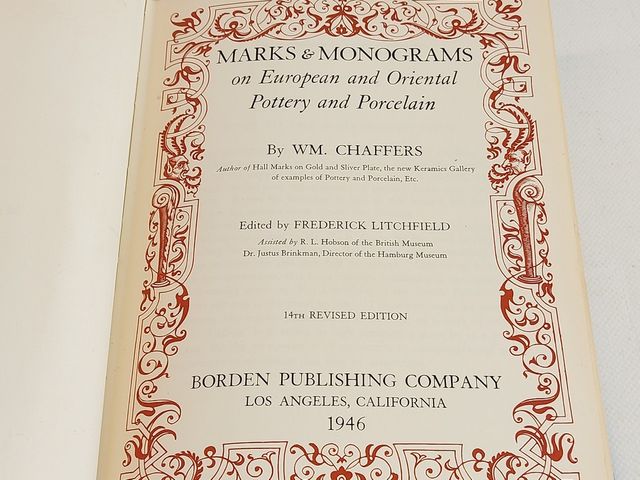 MARKS & MONOGRAMS
on European and Oriental
Pottery and Porcelain
By WM. CHAFFERS
Author of Hall Marks on Gold and Sliver Plate, the new Keramics Gallery
of examples of Pottery and Porcelain, Etc.
Edited by FREDERICK LITCHFIELD
Assisted by R. L. Hobson of the British Museum
Dr. Justus Brinkman, Director of the Hamburg Museum
14TH REVISED EDITION
BORDEN PUBLISHING COMPANY
LOS ANGELES, CALIFORNIA
1946